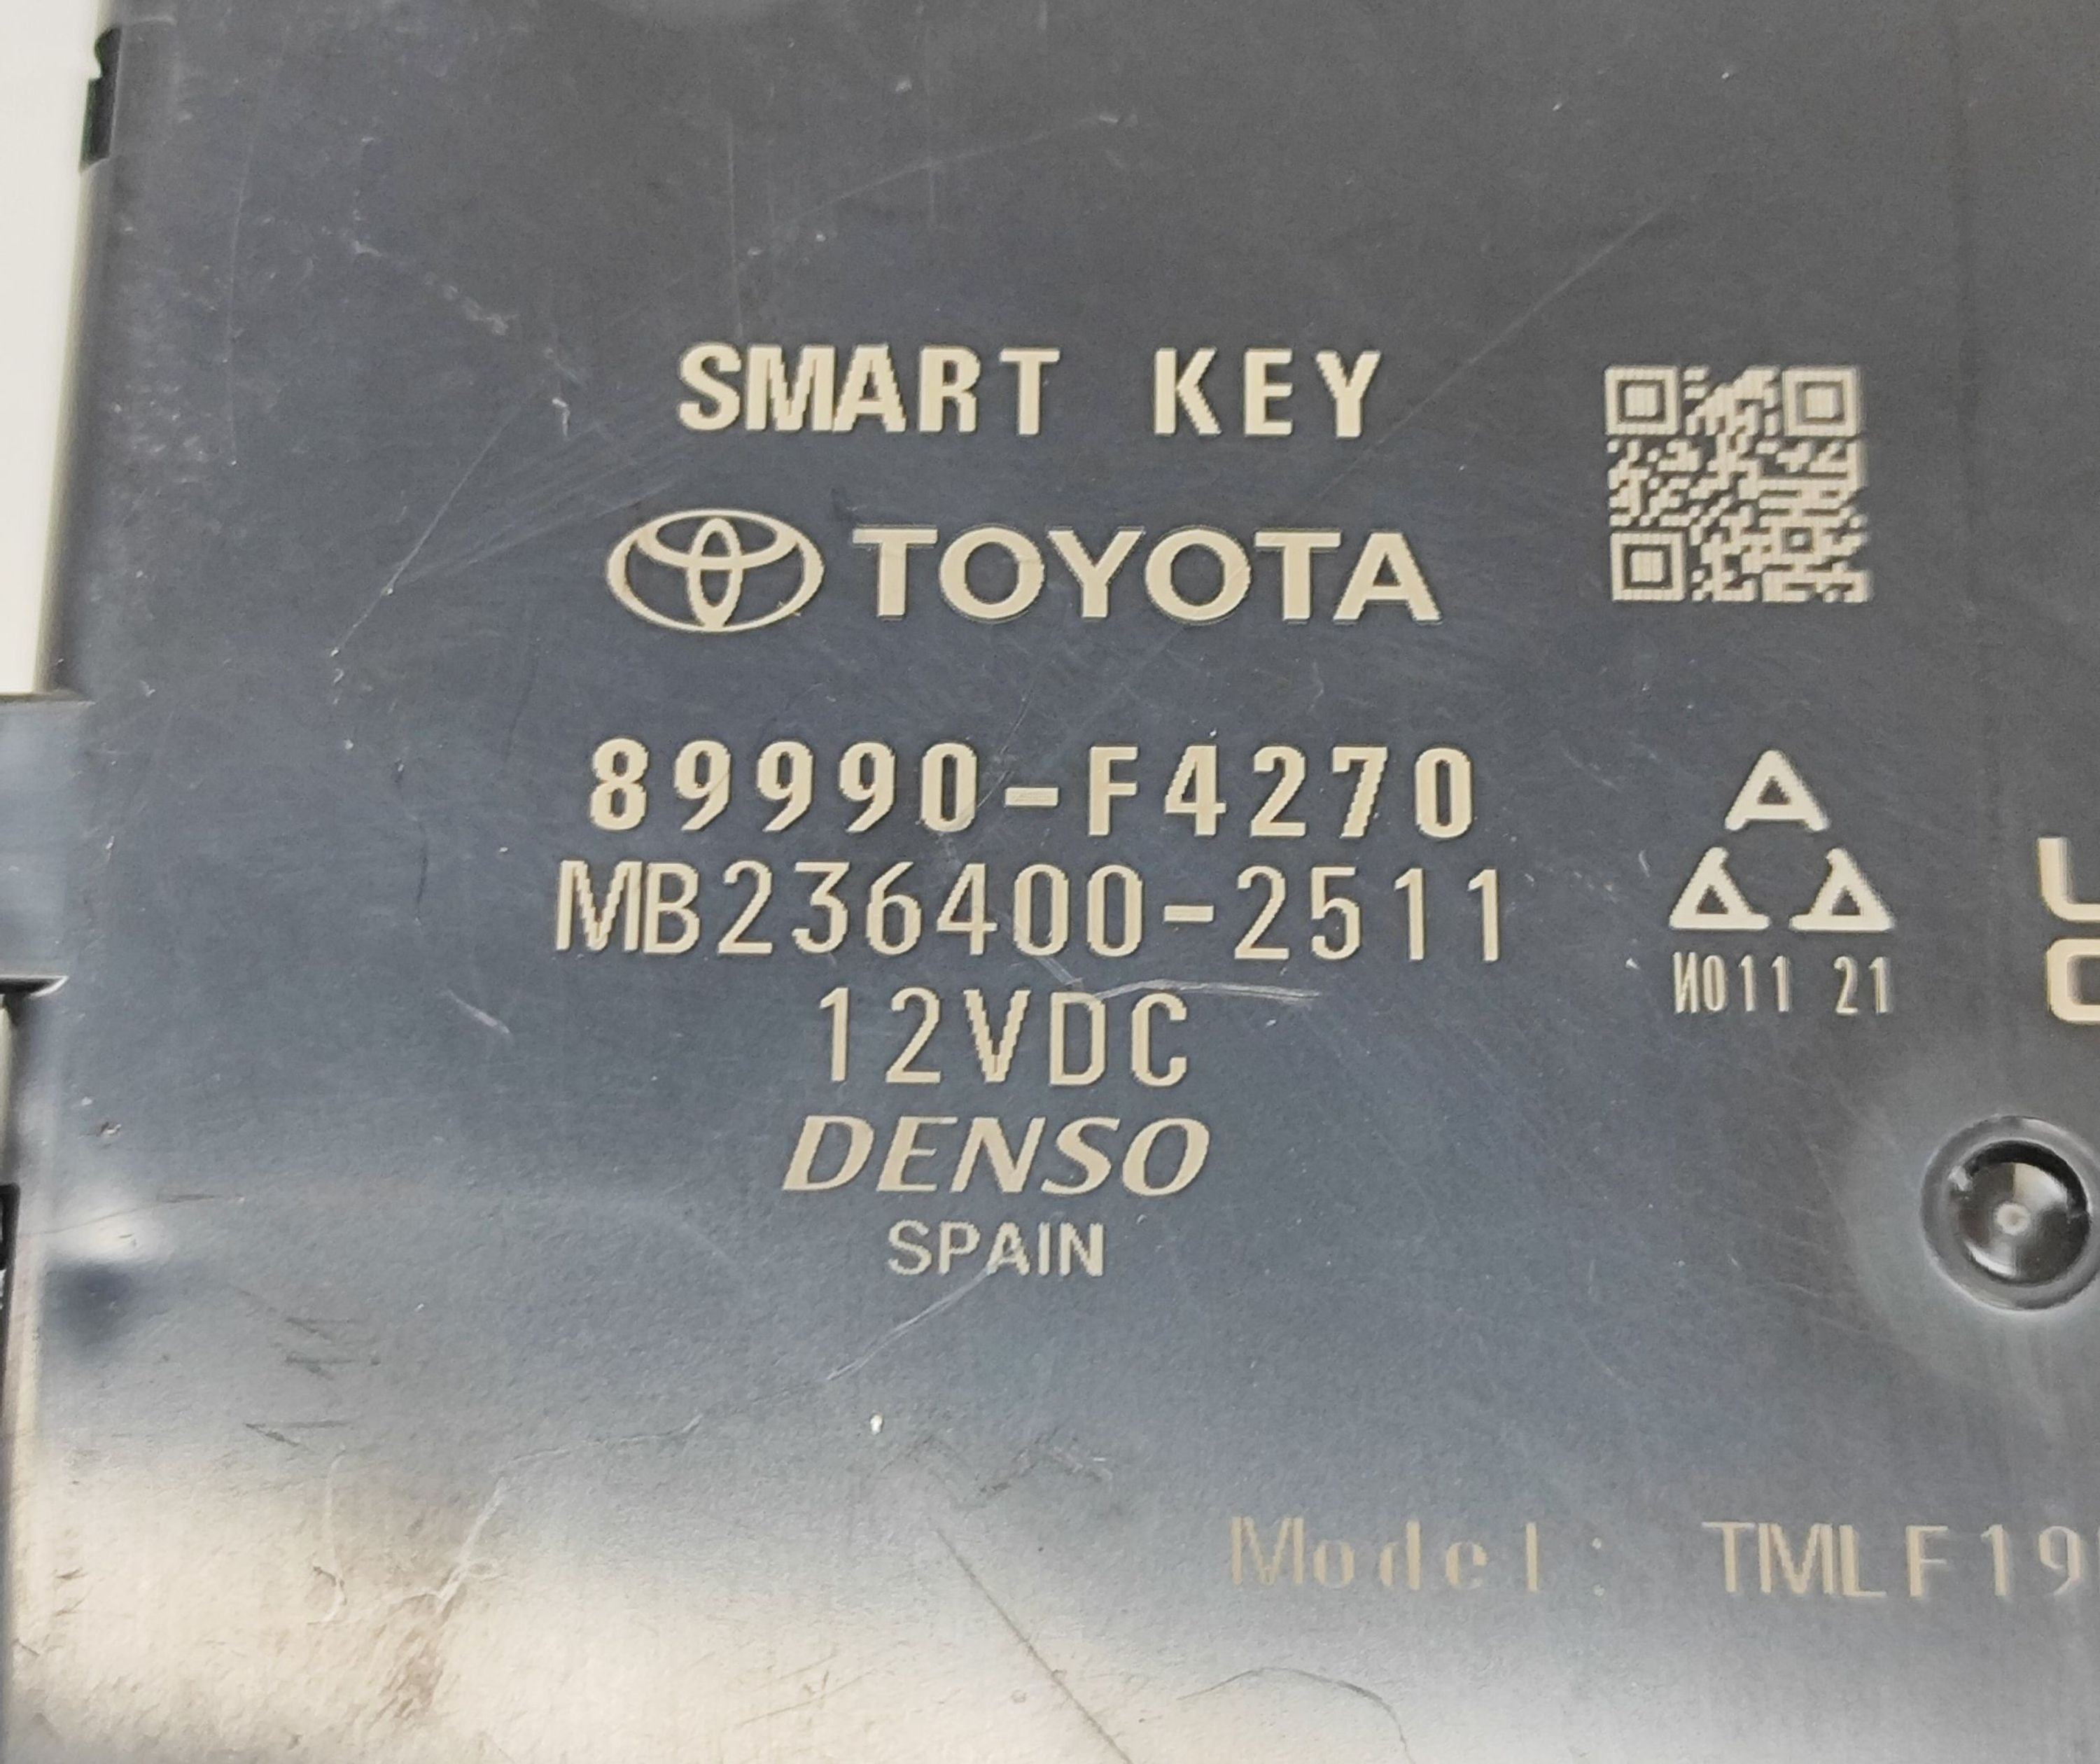 SMART KEY
TOYOTA
89990-F4270
MB236400-2511
12VDC
DENSO
SPAIN
И011 21
Model: TMLF19